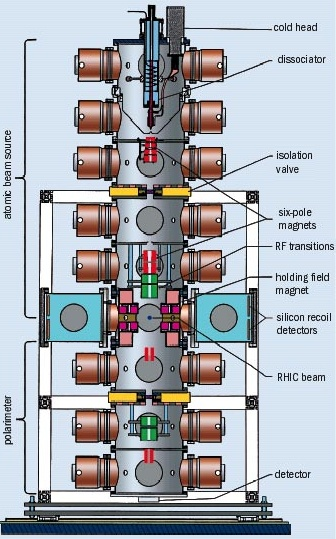 cold head
dissociator
isolation
valve
six-pole
magnets
RF transitions
holding field
magnet
silicon recoil
detectors
RHIC beam
detector
atomic beam source
polarimeter